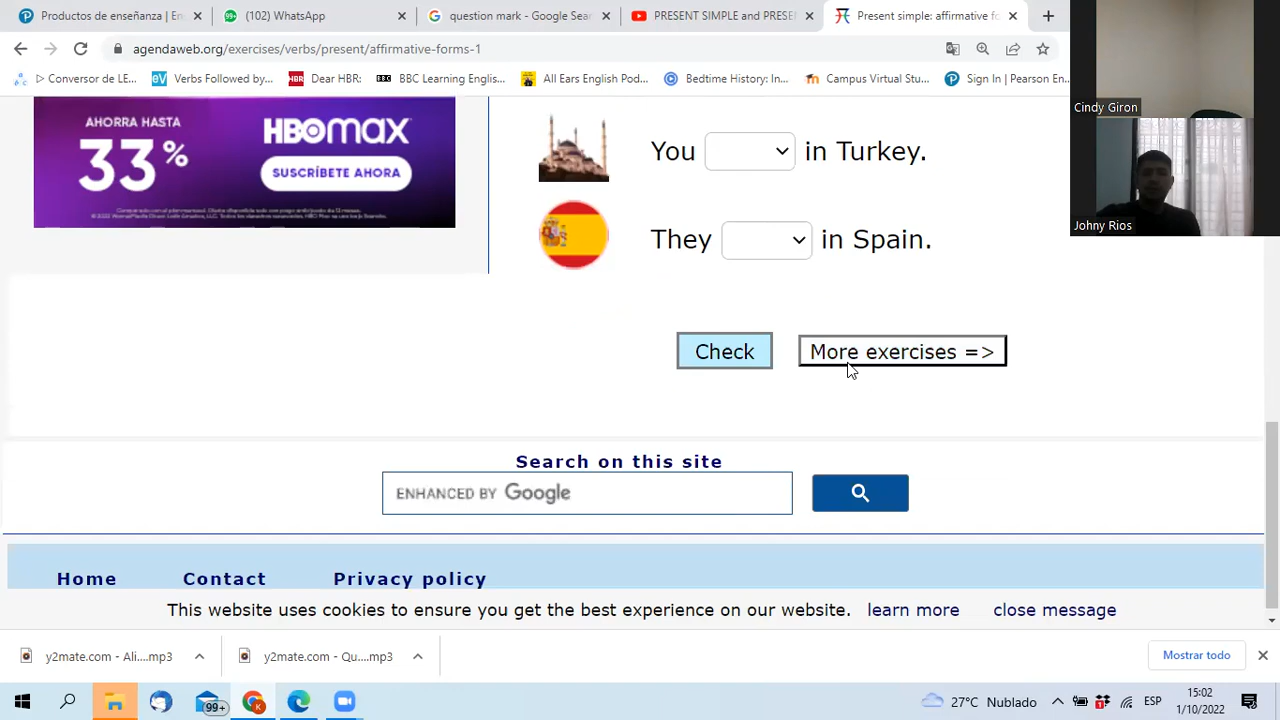 Productos de enseñanza | En
(102) WhatsApp
question mark - Google Sear
PRESENT SIMPLE and PRESE
Present simple: affirmative fo
agendaweb.org/exercises/verbs/present/affirmative-forms-1
Conversor de LE...
Verbs Followed by...
Dear HBR:
BBC Learning Englis...
All Ears English Pod...
Bedtime History: In...
Campus Virtual Stu...
Sign In | Pearson En...
Cindy Giron
Johny Rios
AHORRA HASTA
33%
HBOmax
SUSCRÍBETE AHORA
You in Turkey.
They in Spain.
Check
More exercises =>
Search on this site
ENHANCED BY Google
Home
Contact
Privacy policy
This website uses cookies to ensure you get the best experience on our website. learn more close message
y2mate.com - Ali....mp3
y2mate.com - Qu....mp3
Mostrar todo
99+
K
27°C Nublado
ESP
15:02
1/10/2022